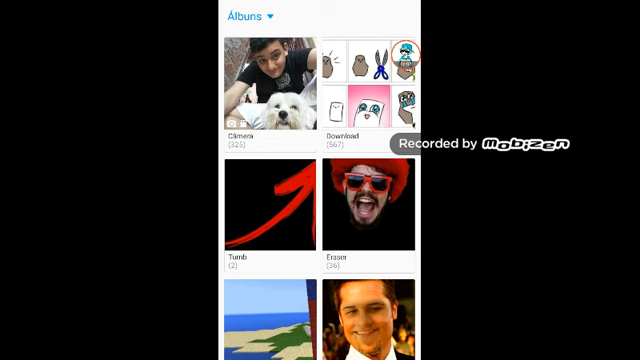 Álbuns
Câmera
(325)
Download
(567)
Recorded by Mobizen
Tumb
(2)
Eraser
(36)